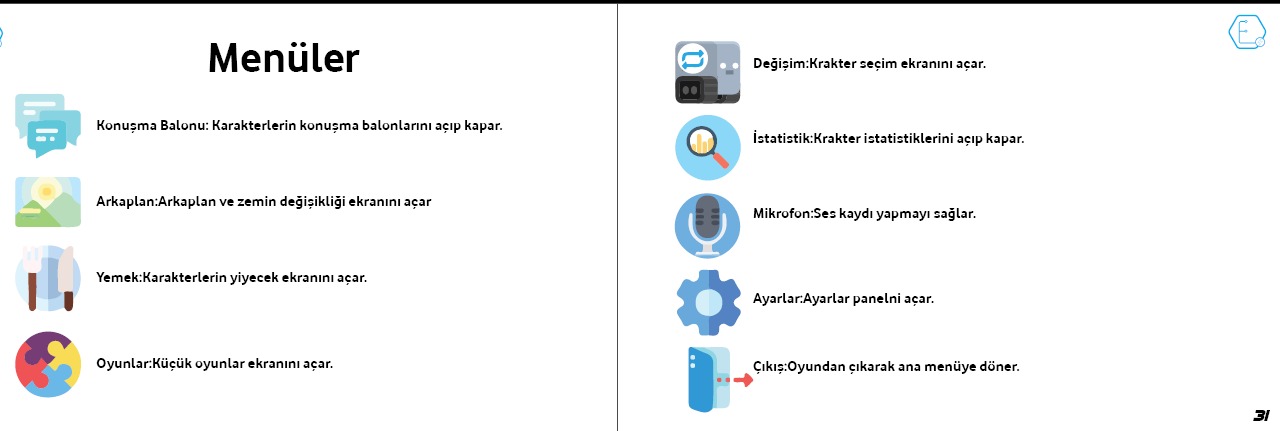 Menüler
Konuşma Balonu: Karakterlerin konuşma balonlarını açıp kapar.
Arkaplan:Arkaplan ve zemin değişikliği ekranını açar
Yemek:Karakterlerin yiyecek ekranını açar.
Oyunlar:Küçük oyunlar ekranını açar.
Değişim:Krakter seçim ekranını açar.
İstatistik:Krakter istatistiklerini açıp kapar.
Mikrofon:Ses kaydı yapmayı sağlar.
Ayarlar:Ayarlar panelni açar.
Çıkış:Oyundan çıkarak ana menüye döner.
31